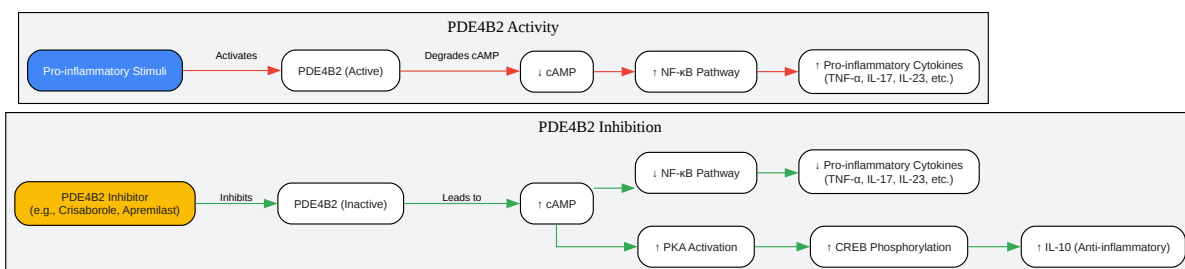 PDE4B2 Activity
Pro-inflammatory Stimuli
Activates
PDE4B2 (Active)
Degrades cAMP
↓ cAMP
↑ NF-κB Pathway
↑ Pro-inflammatory Cytokines
(TNF-α, IL-17, IL-23, etc.)
PDE4B2 Inhibition
PDE4B2 Inhibitor
(e.g., Crisaborole, Apremilast)
Inhibits
PDE4B2 (Inactive)
Leads to
↑ cAMP
↓ NF-κB Pathway
↓ Pro-inflammatory Cytokines
(TNF-α, IL-17, IL-23, etc.)
↑ PKA Activation
↑ CREB Phosphorylation
↑ IL-10 (Anti-inflammatory)